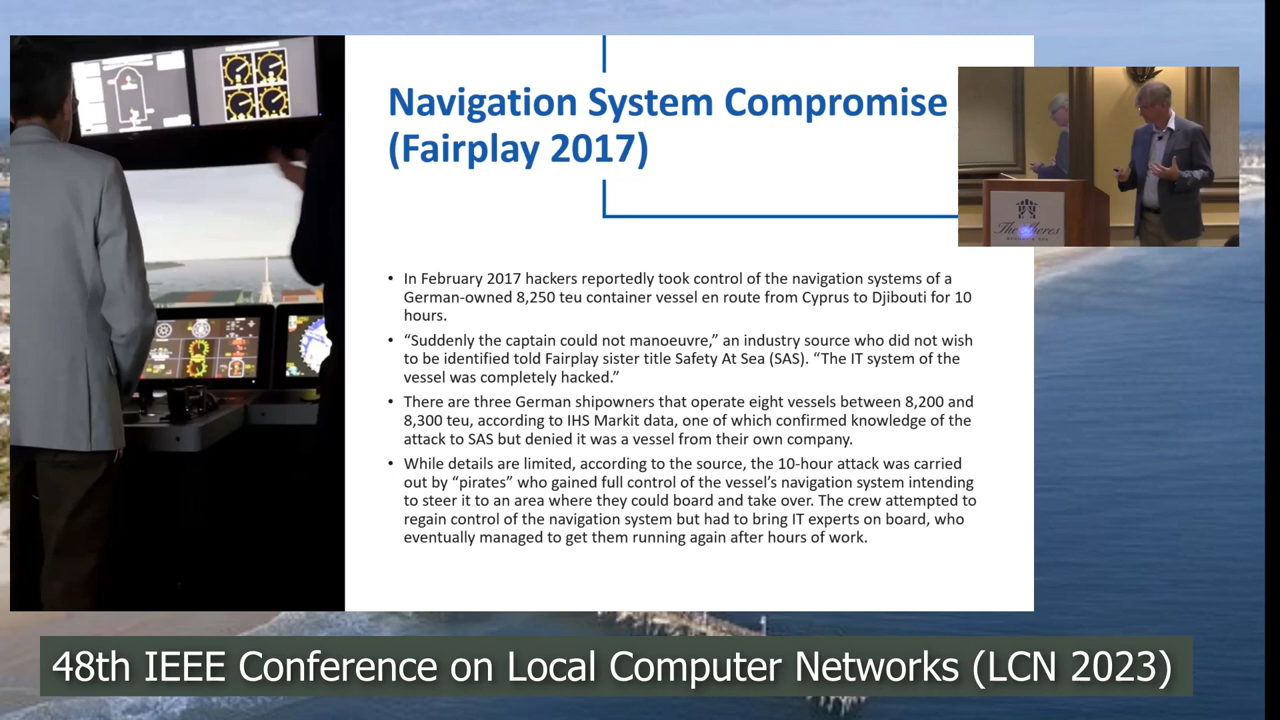 Navigation System Compromise
(Fairplay 2017)
• In February 2017 hackers reportedly took control of the navigation systems of a
German-owned 8,250 teu container vessel en route from Cyprus to Djibouti for 10
hours.
• “Suddenly the captain could not manoeuvre,” an industry source who did not wish
to be identified told Fairplay sister title Safety At Sea (SAS). “The IT system of the
vessel was completely hacked.”
• There are three German shipowners that operate eight vessels between 8,200 and
8,300 teu, according to IHS Markit data, one of which confirmed knowledge of the
attack to SAS but denied it was a vessel from their own company.
• While details are limited, according to the source, the 10-hour attack was carried
out by “pirates” who gained full control of the vessel’s navigation system intending
to steer it to an area where they could board and take over. The crew attempted to
regain control of the navigation system but had to bring IT experts on board, who
eventually managed to get them running again after hours of work.
48th IEEE Conference on Local Computer Networks (LCN 2023)